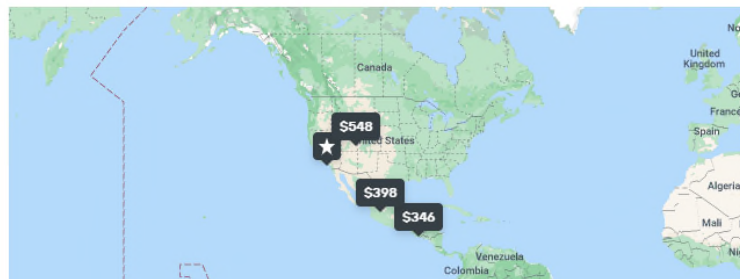 Canada
United
Kingdom
France
Spain
$548
United States
Algeria
$398
$346
Mali
Venezuela
Colombia